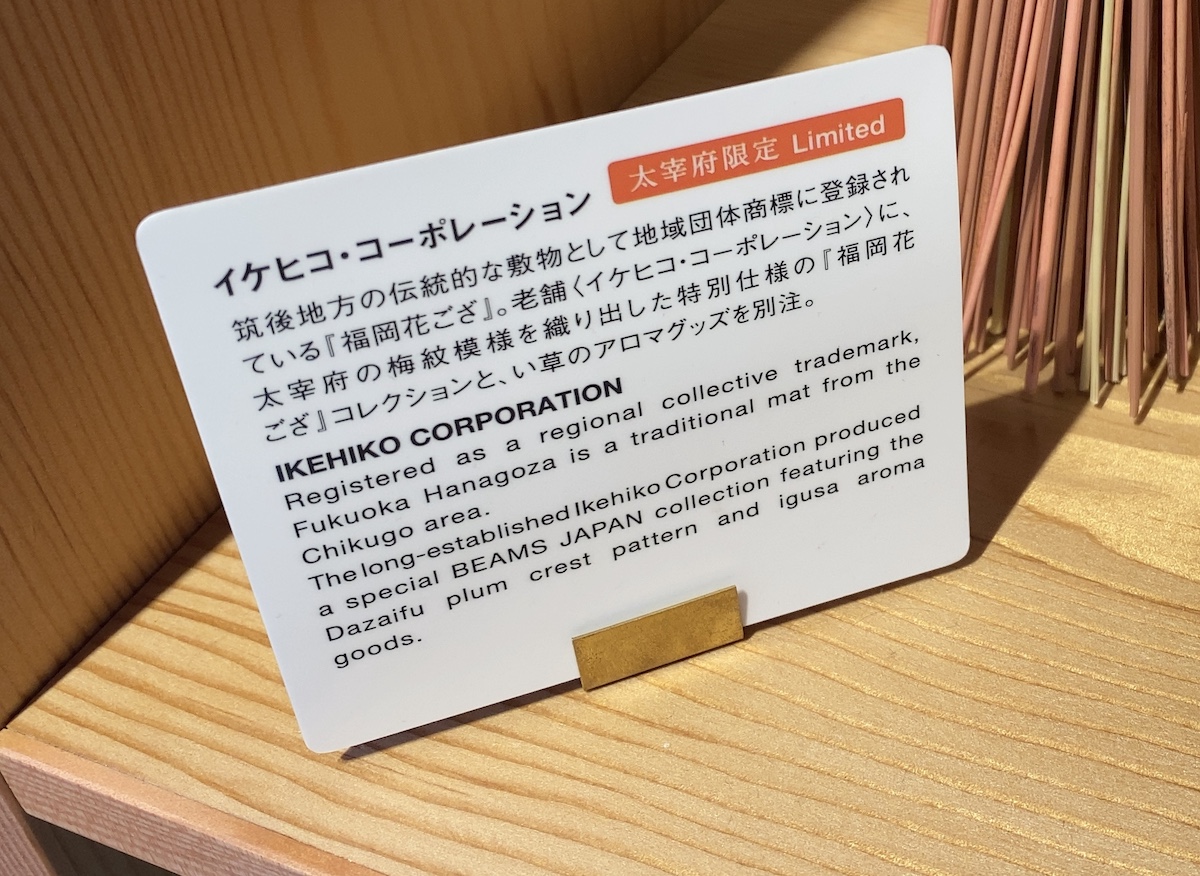 イケヒコ・コーポレーション 太宰府限定 Limited
筑後地方の伝統的な敷物として地域団体商標に登録され
ている『福岡花ござ』。老舗〈イケヒコ・コーポレーション〉に、
太宰府の梅紋模様を織り出した特別仕様の『福岡花
ござ』コレクションと、い草のアロマグッズを別注。
IKEHIKO CORPORATION
Registered as a regional collective trademark,
Fukuoka Hanagoza is a traditional mat from the
Chikugo area.
The long-established Ikehiko Corporation produced
a special BEAMS JAPAN collection featuring the
Dazaifu plum crest pattern and igusa aroma
goods.